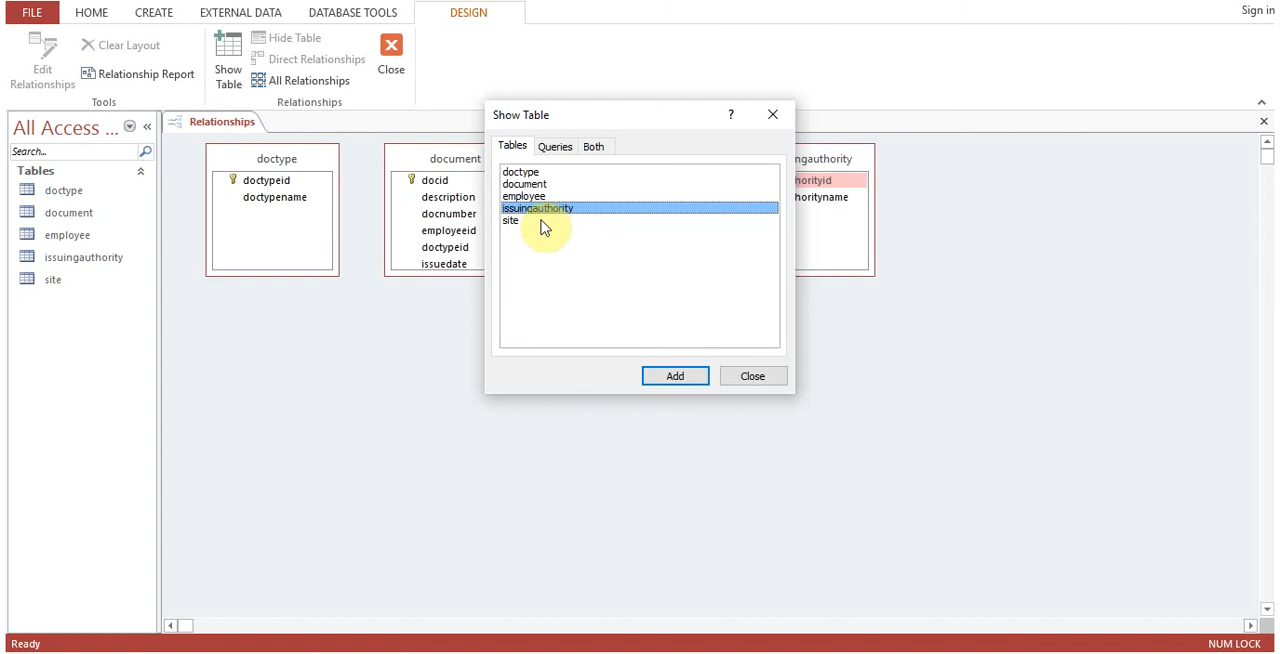 FILE HOME CREATE EXTERNAL DATA DATABASE TOOLS DESIGN Sign in
Edit Relationships
Clear Layout
Relationship Report
Tools
Show Table
Hide Table
Direct Relationships
All Relationships
Relationships
Close
All Access ...
Search...
Tables
doctype
document
employee
issuingauthority
site
Relationships
doctype
doctypeid
doctypename
document
docid
description
docnumber
employeeid
doctypeid
issuedate
Show Table ?
Tables Queries Both
doctype
document
employee
issuingauthority
site
Add Close
ngauthority
horityid
horityname
Ready NUM LOCK